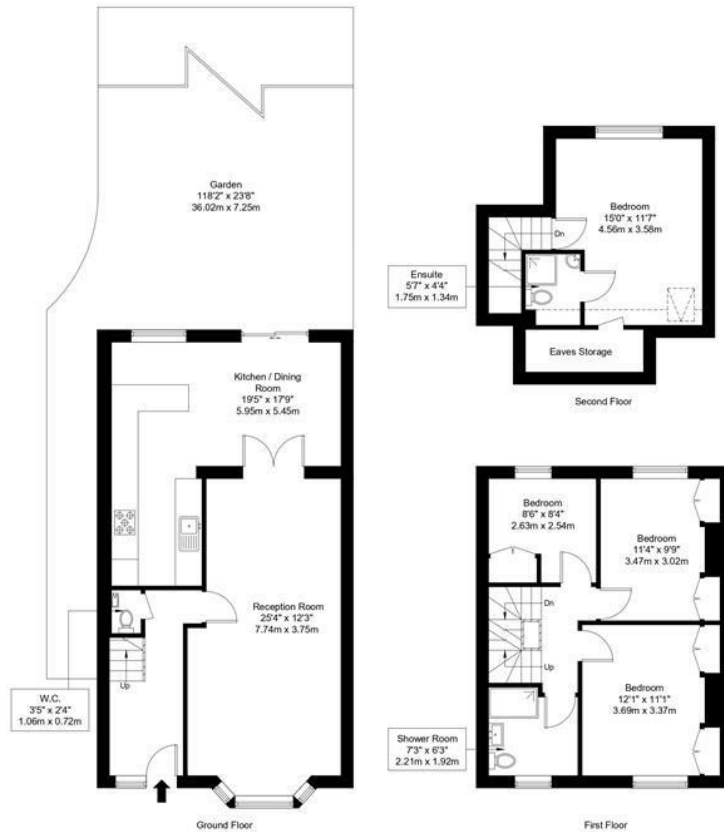 Garden
118'2" x 23'8"
36.02m x 7.25m
Kitchen / Dining
Room
19'5" x 17'9"
5.95m x 5.45m
Reception Room
25'4" x 12'3"
7.74m x 3.75m
Up
W.C.
3'5" x 2'4"
1.06m x 0.72m
Ground Floor
Bedroom
15'0" x 11'7"
4.56m x 3.58m
Dn
Ensuite
5'7" x 4'4"
1.75m x 1.34m
Eaves Storage
Second Floor
Bedroom
8'6" x 8'4"
2.63m x 2.54m
Bedroom
11'4" x 9'9"
3.47m x 3.02m
Dn
Up
Bedroom
12'1" x 11'1"
3.69m x 3.37m
Shower Room
7'3" x 6'3"
2.21m x 1.92m
First Floor